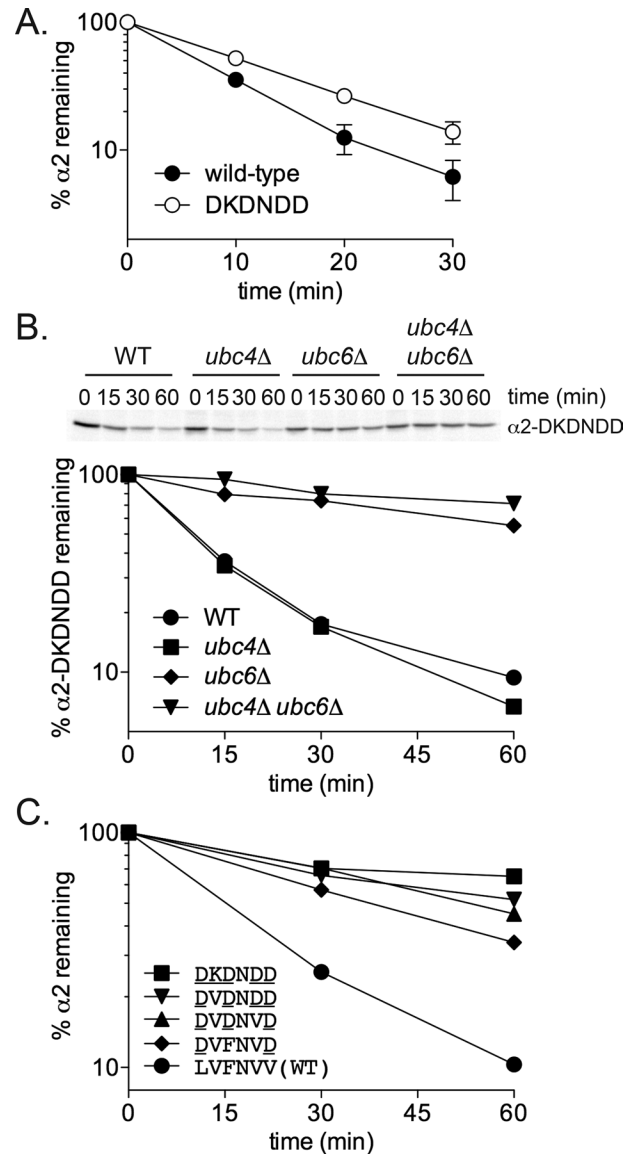 A.
100
10
% α2 remaining
wild-type
DKDNDD
0 10 20 30
time (min)
B.
WT ubc4Δ ubc6Δ ubc4Δ ubc6Δ
0 15 30 60 0 15 30 60 0 15 30 60 0 15 30 60 time (min)
α2-DKDNDD
100
10
% α2-DKDNDD remaining
WT
ubc4Δ
ubc6Δ
ubc4Δ ubc6Δ
0 15 30 45 60
time (min)
C.
100
10
% α2 remaining
DKDNDD
DVDNDD
DVDNVD
DVFNVD
LVFNVV(WT)
0 15 30 45 60
time (min)